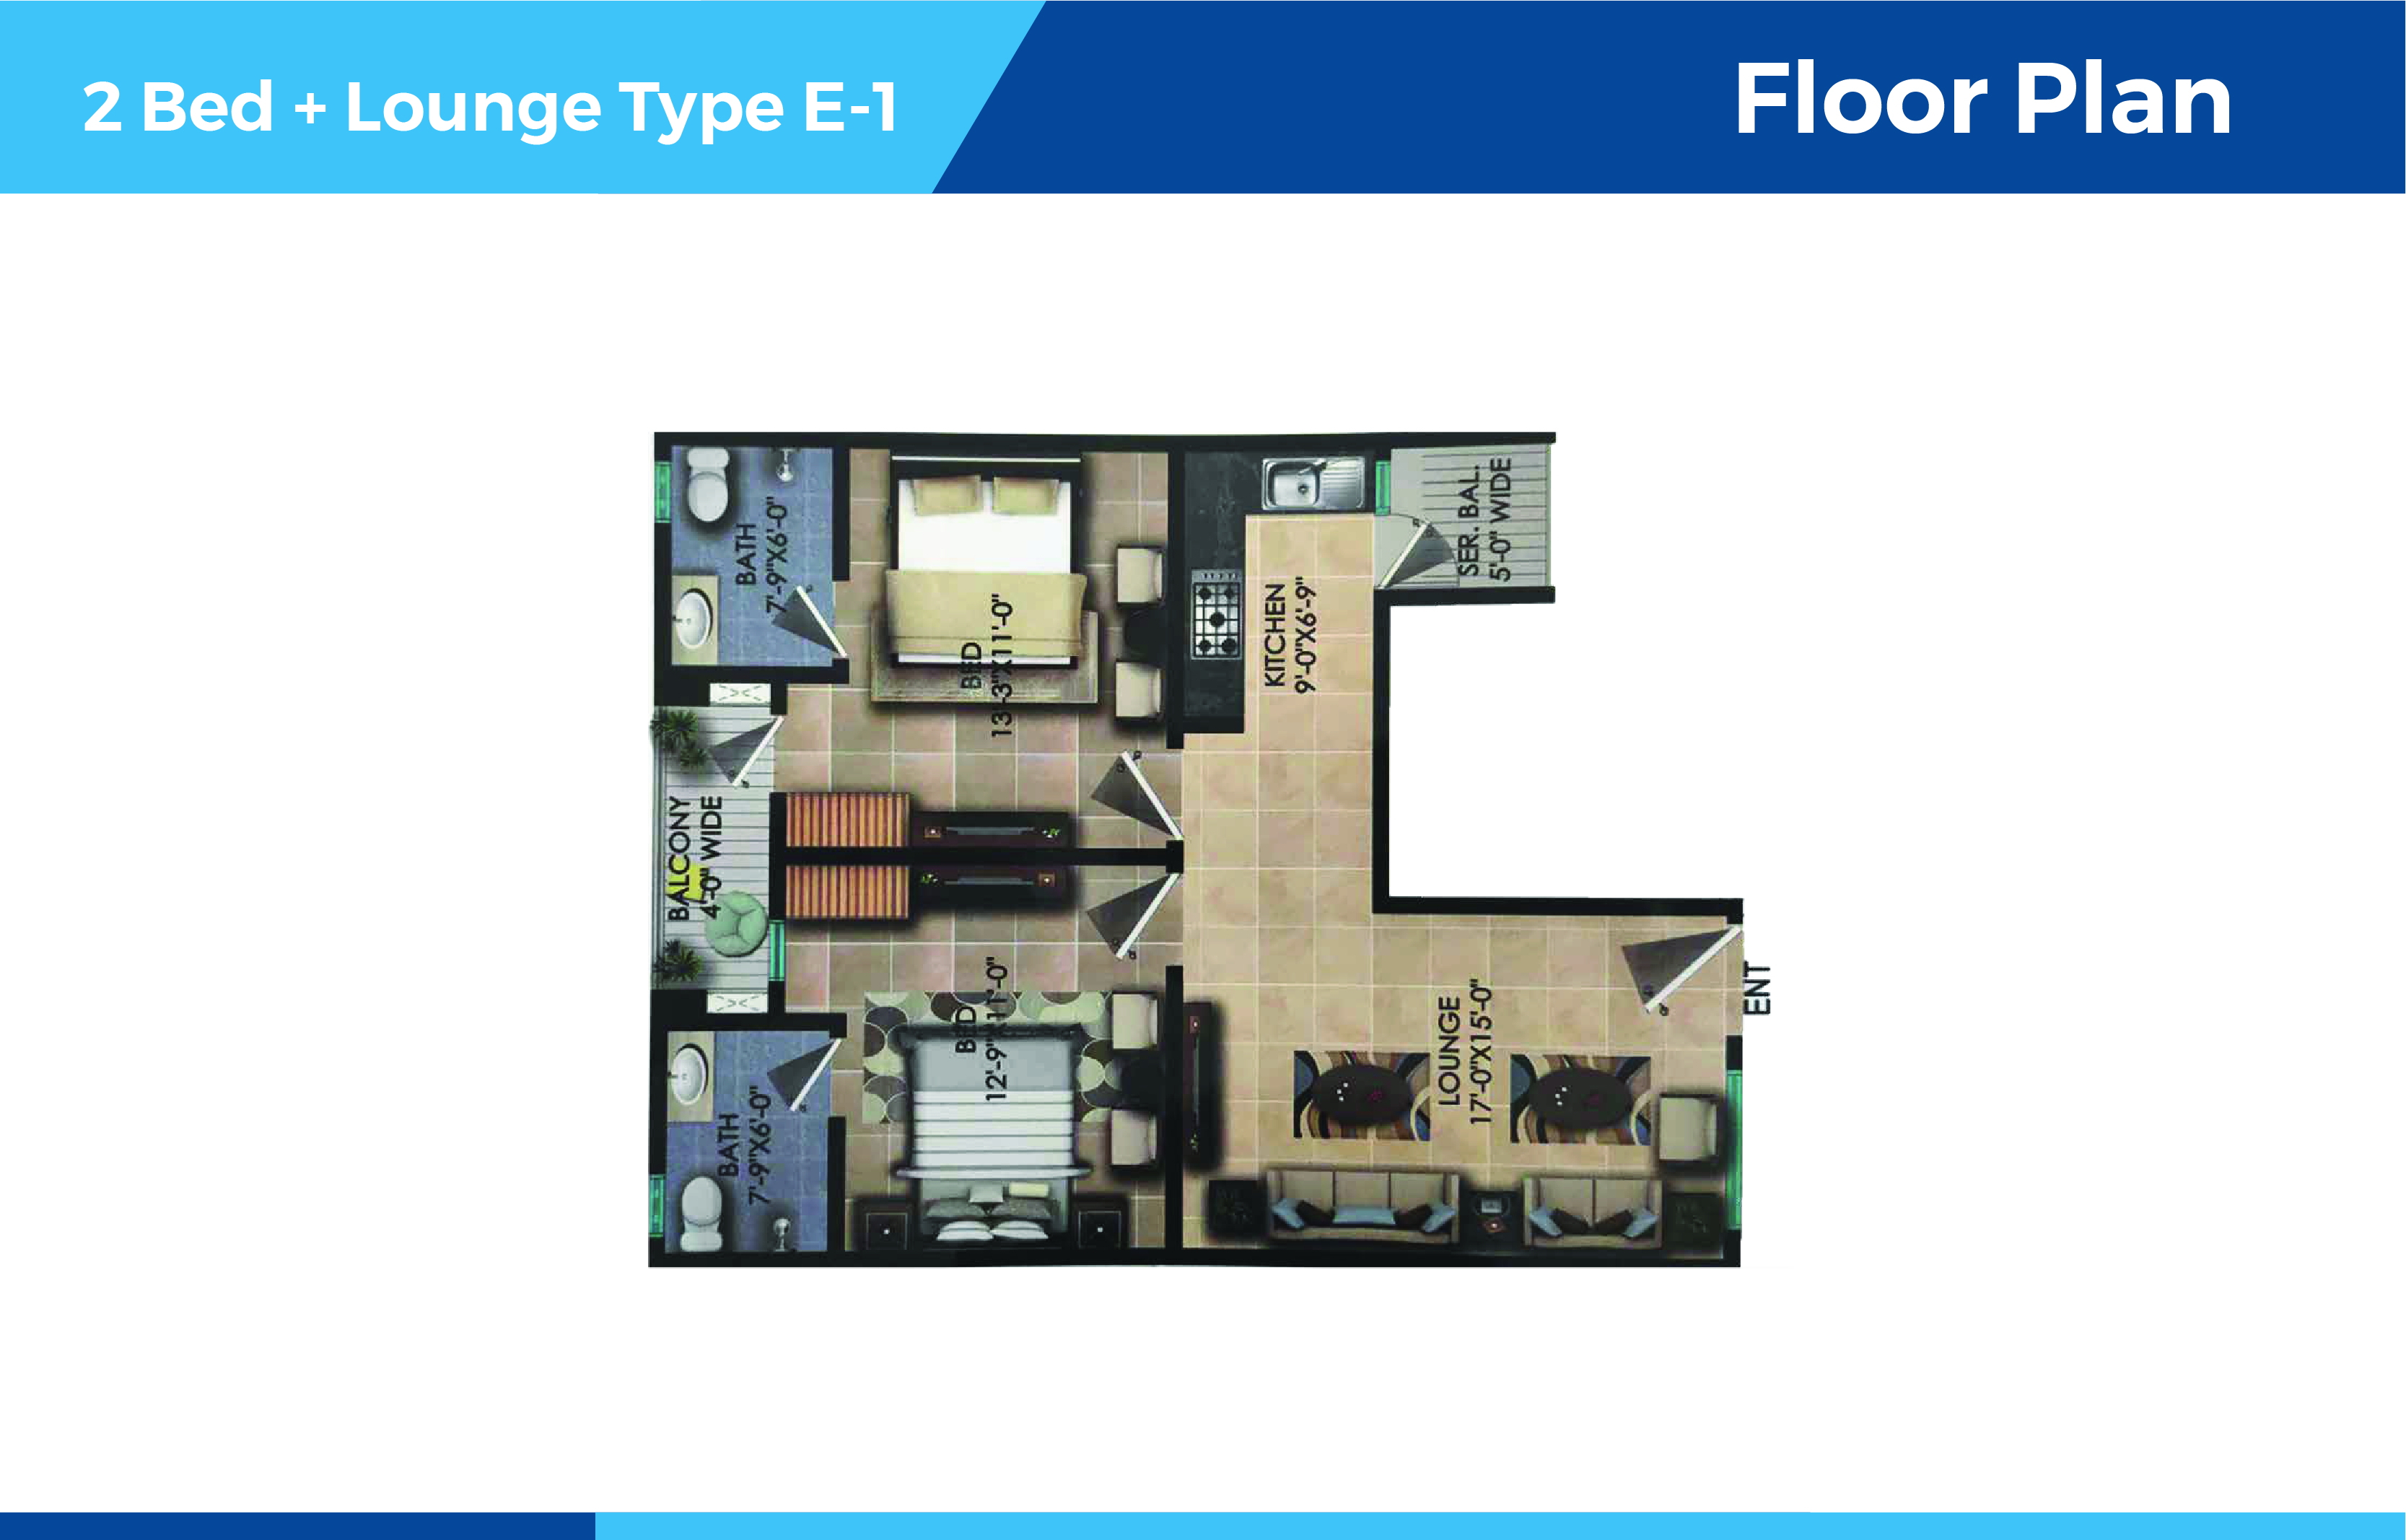 2 Bed + Lounge Type E-1
Floor Plan
BATH
7'-9"X6'-0"
BED
13'-3"X11'-0"
KITCHEN
9'-0"X6'-9"
SER. BAL.
5'-0" WIDE
BALCONY
4'-0" WIDE
BATH
7'-9"X6'-0"
BED
12'-9"X11'-0"
LOUNGE
17'-0"X15'-0"
ENT